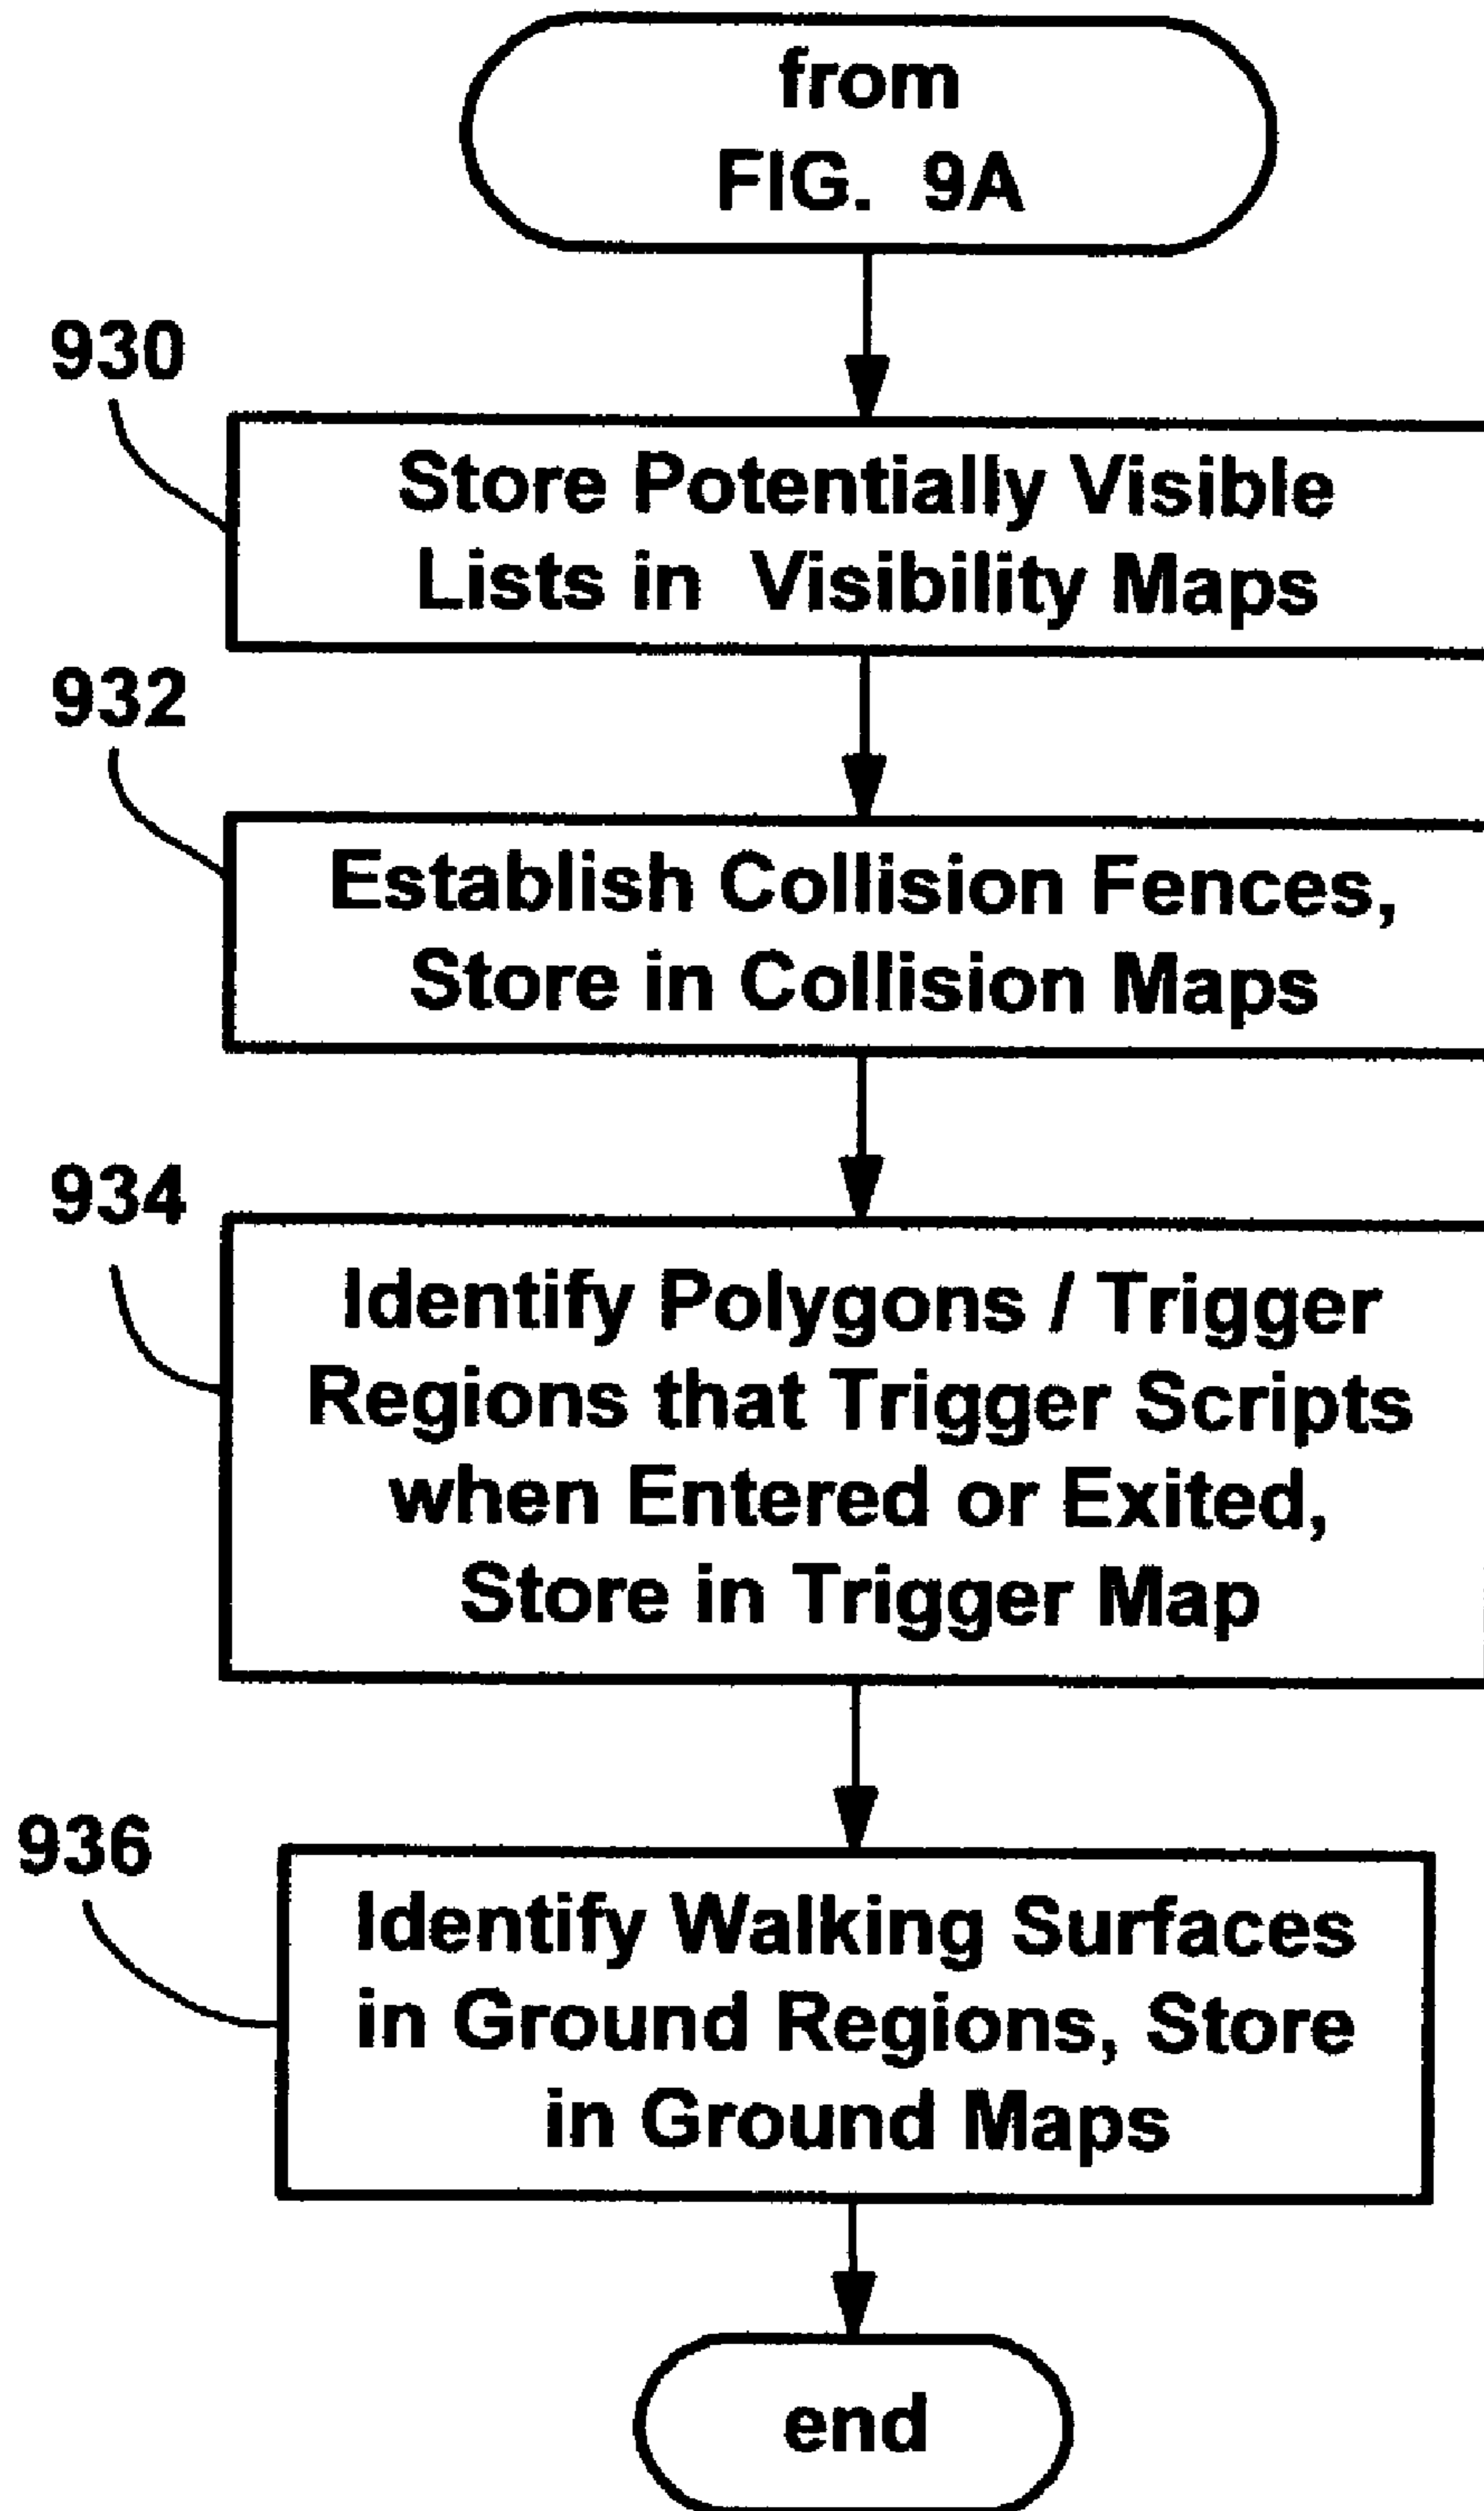 from
FIG. 9A
930
Store Potentially Visible
Lists in Visibility Maps
932
Establish Collision Fences,
Store in Collision Maps
934
Identify Polygons / Trigger
Regions that Trigger Scripts
when Entered or Exited,
Store in Trigger Map
936
Identify Walking Surfaces
in Ground Regions, Store
in Ground Maps
end